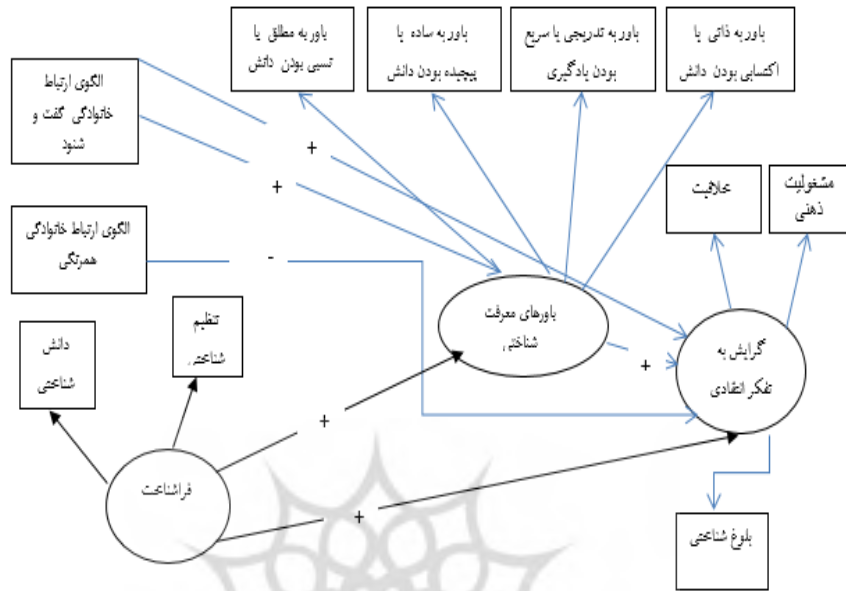 باور به مطلق یا
نسبی بودن دانش
باور به ساده یا
پیچیده بودن دانش
باور به تدریجی یا سریع
بودن یادگیری
باور به ذاتی یا
اکتسابی بودن دانش
الگوی ارتباط
خانوادگی گفت و
شنود
+
+
خلاقیت
مشغولیت
ذهنی
الگوی ارتباط خانوادگی
همرنگی
-
باورهای معرفت
شناختی
+
گرایش به
تفکر انتقادی
تنظیم
شناختی
دانش
شناختی
+
فراشناخت
+
بلوغ شناختی